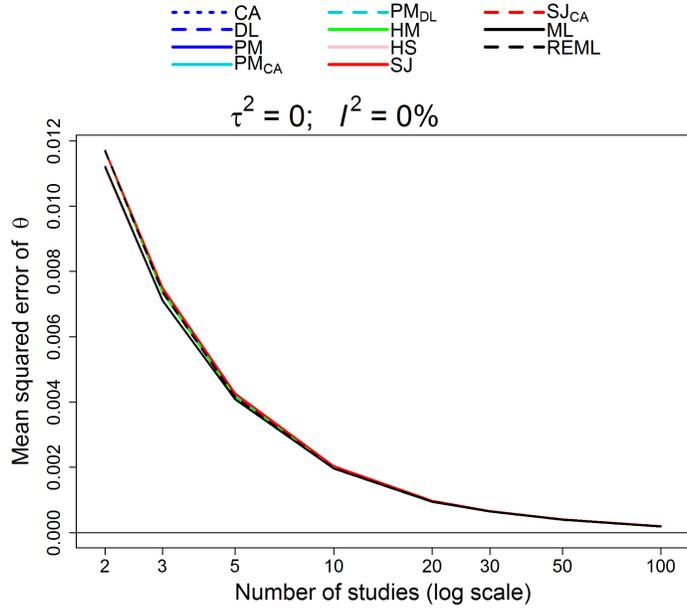 CA
DL
PM
PM_CA
PM_DL
HM
HS
SJ
SJ_CA
ML
REML
τ² = 0; I² = 0%
Mean squared error of θ
0.012
0.010
0.008
0.006
0.004
0.002
0.000
2 3 5 10 20 30 50 100
Number of studies (log scale)